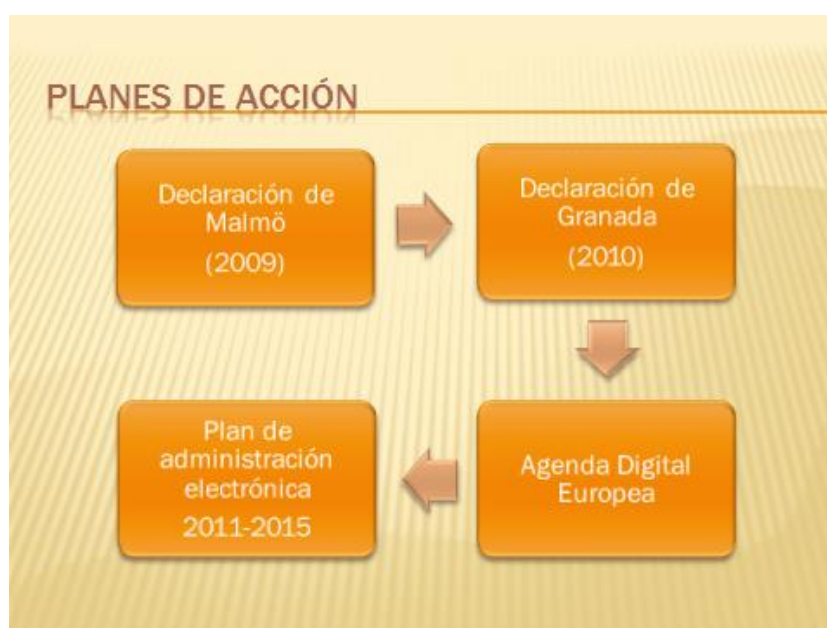 PLANES DE ACCIÓN
Declaración de
Malmö
(2009)
Declaración de
Granada
(2010)
Agenda Digital
Europea
Plan de
administración
electrónica
2011-2015